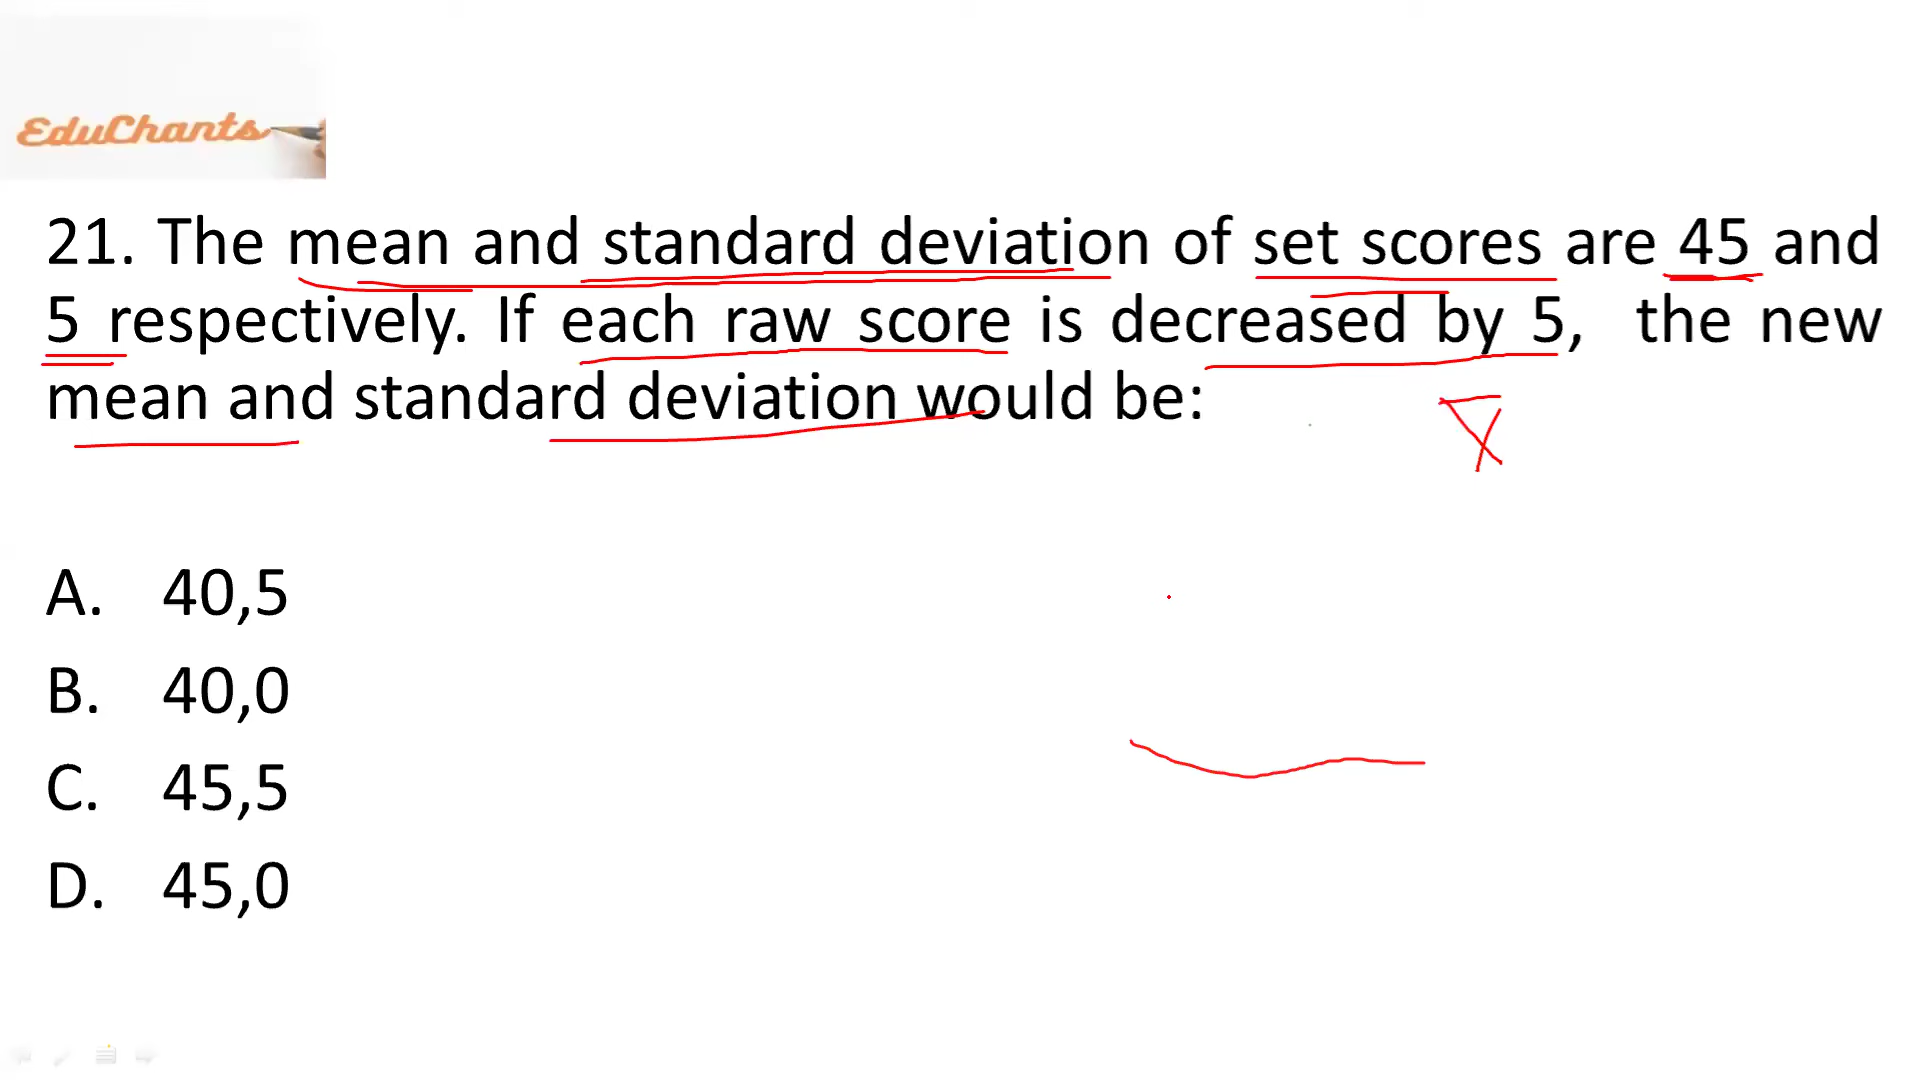 EduChants
21. The mean and standard deviation of set scores are 45 and
5 respectively. If each raw score is decreased by 5, the new
mean and standard deviation would be:
x̄
A. 40,5
B. 40,0
C. 45,5
D. 45,0